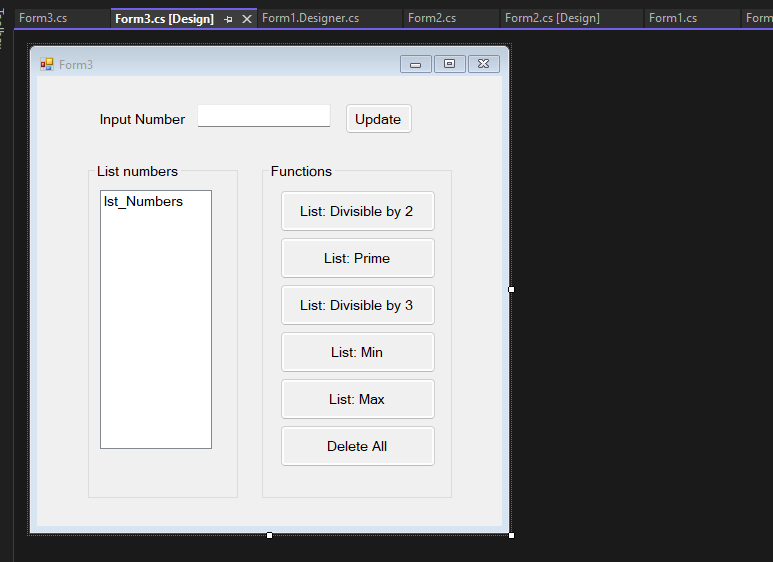 Form3.cs
Form3.cs [Design]
Form1.Designer.cs
Form2.cs
Form2.cs [Design]
Form1.cs
Form
Form3
Input Number
Update
List numbers
lst_Numbers
Functions
List: Divisible by 2
List: Prime
List: Divisible by 3
List: Min
List: Max
Delete All